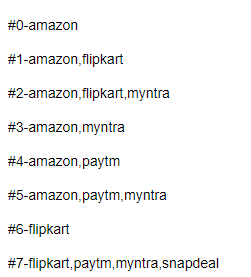 #0-amazon
#1-amazon,flipkart
#2-amazon,flipkart,myntra
#3-amazon,myntra
#4-amazon,paytm
#5-amazon,paytm,myntra
#6-flipkart
#7-flipkart,paytm,myntra,snapdeal